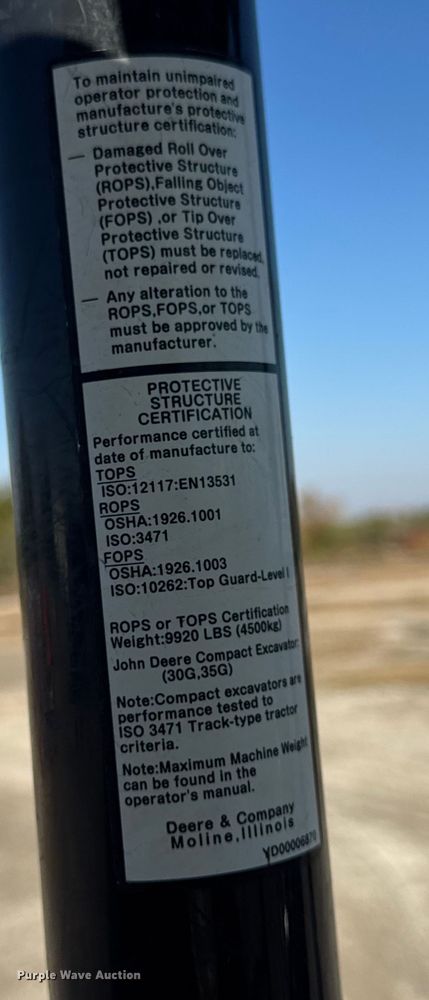 To maintain unimpaired
operator protection and
manufacture's protective
structure certification:
— Damaged Roll Over
Protective Structure
(ROPS),Falling Object
Protective Structure
(FOPS) ,or Tip Over
Protective Structure
(TOPS) must be replaced,
not repaired or revised.
— Any alteration to the
ROPS,FOPS,or TOPS
must be approved by the
manufacturer.
PROTECTIVE
STRUCTURE
CERTIFICATION
Performance certified at
date of manufacture to:
TOPS
ISO:12117:EN13531
ROPS
OSHA:1926.1001
ISO:3471
FOPS
OSHA:1926.1003
ISO:10262:Top Guard-Level I
ROPS or TOPS Certification
Weight:9920 LBS (4500kg)
John Deere Compact Excavator:
(30G,35G)
Note:Compact excavators are
performance tested to
ISO 3471 Track-type tractor
criteria.
Note:Maximum Machine Weight
can be found in the
operator's manual.
Deere & Company
Moline,Illinois
YD00006870
Purple Wave Auction